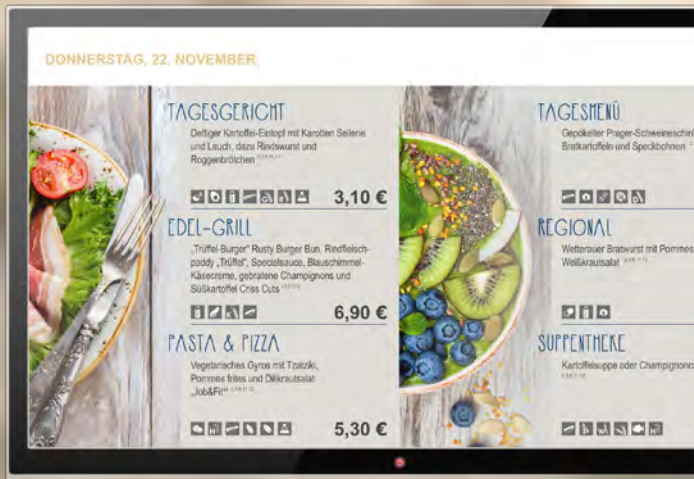 DONNERSTAG, 22. NOVEMBER
TAGESGERICHT
Deftiger Kartoffel-Eintopf mit Karotten Sellerie
und Lauch, dazu Rindswurst und
Roggenbrötchen
3,10 €
EDEL-GRILL
„Trüffel-Burger“ Rusty Burger Bun, Rindfleisch-
paddy „Trüffel“, Specialsauce, Blauschimmel-
Käsecreme, gebratene Champignons und
Süßkartoffel Criss Cuts
6,90 €
PASTA & PIZZA
Vegetarisches Gyros mit Tzatziki,
Pommes frites und Dillkrautsalat
„Job&Fit“
5,30 €
TAGESMENÜ
Gepökelter Prager-Schweineschin
Bratkartoffeln und Speckbohnen
REGIONAL
Wetterauer Bratwurst mit Pommes
Weißkrautsalat
SUPPENTHEKE
Kartoffelsuppe oder Champignonc